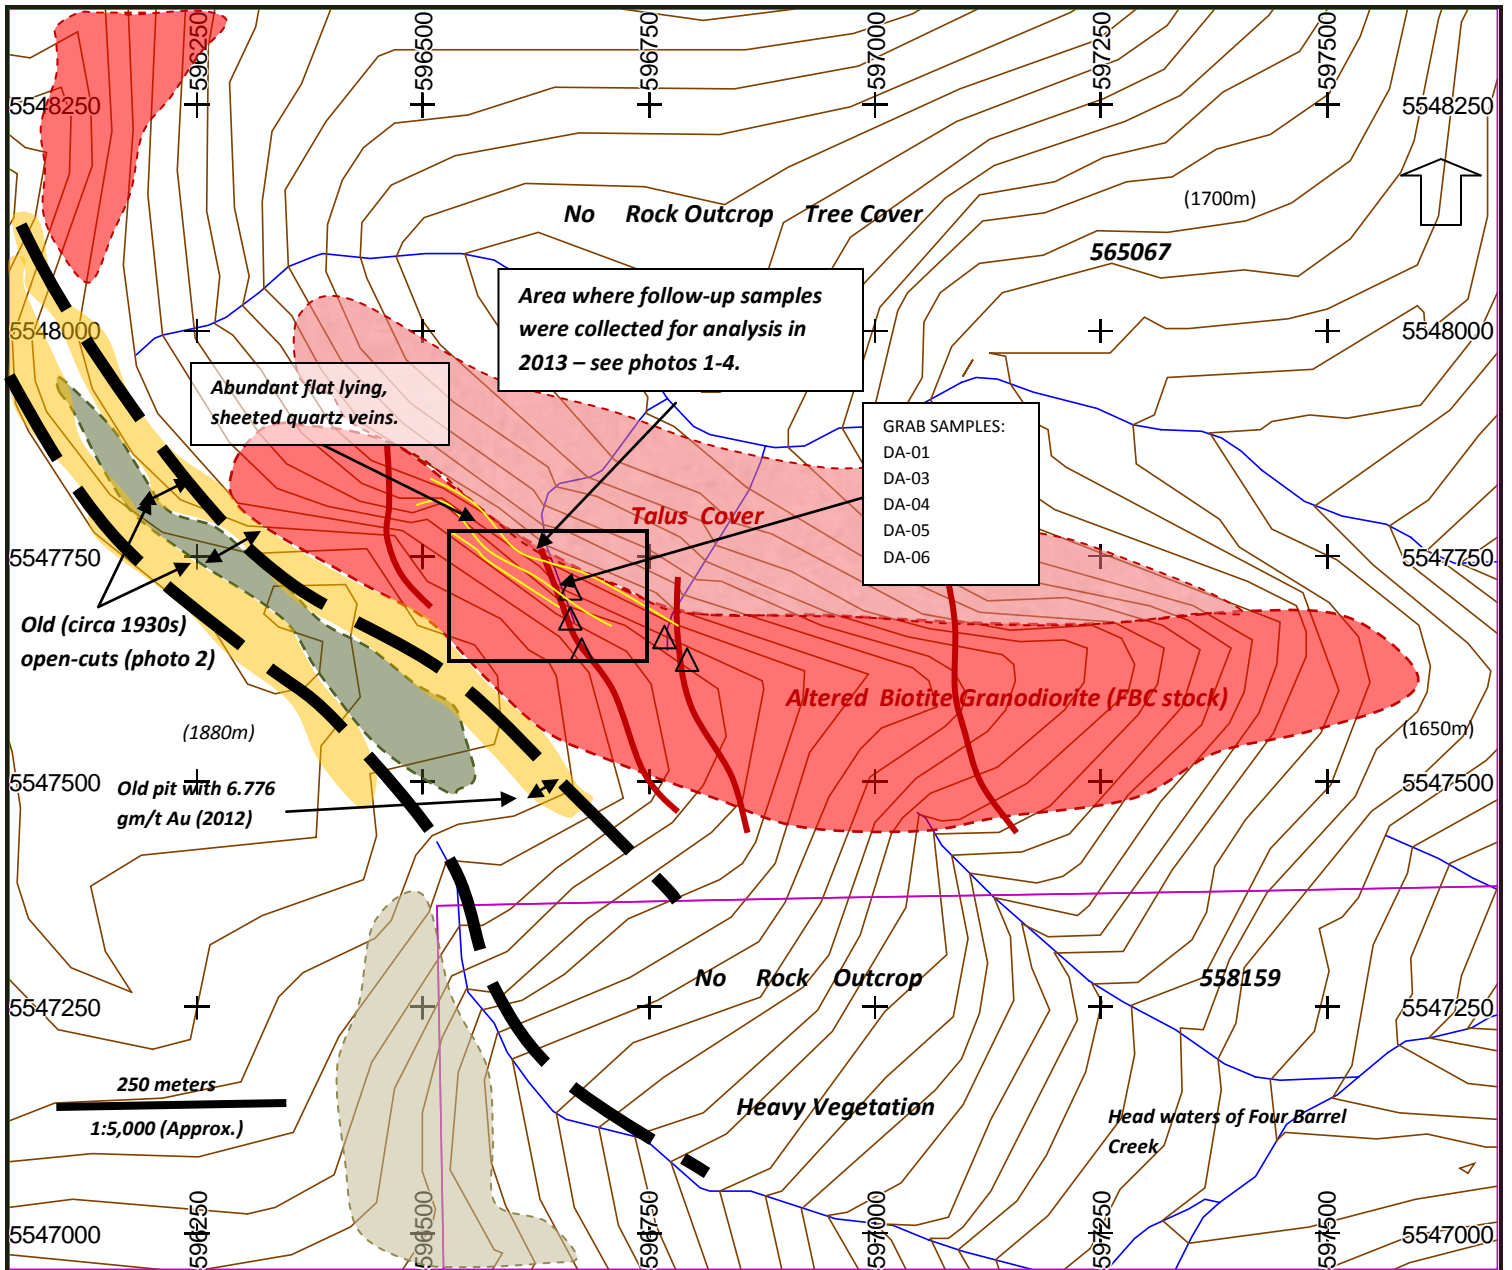 596250
596500
596750
597000
597250
597500
5548250
5548250
(1700m)
No Rock Outcrop Tree Cover
565067
Area where follow-up samples
were collected for analysis in
2013 – see photos 1-4.
5548000
5548000
Abundant flat lying,
sheeted quartz veins.
GRAB SAMPLES:
DA-01
DA-03
DA-04
DA-05
DA-06
Talus Cover
5547750
5547750
Old (circa 1930s)
open-cuts (photo 2)
Altered Biotite Granodiorite (FBC stock)
(1880m)
(1650m)
5547500
5547500
Old pit with 6.776
gm/t Au (2012)
No Rock Outcrop
558159
5547250
5547250
250 meters
1:5,000 (Approx.)
Heavy Vegetation
Head waters of Four Barrel
Creek
5547000
5547000
596250
596500
596750
597000
597250
597500